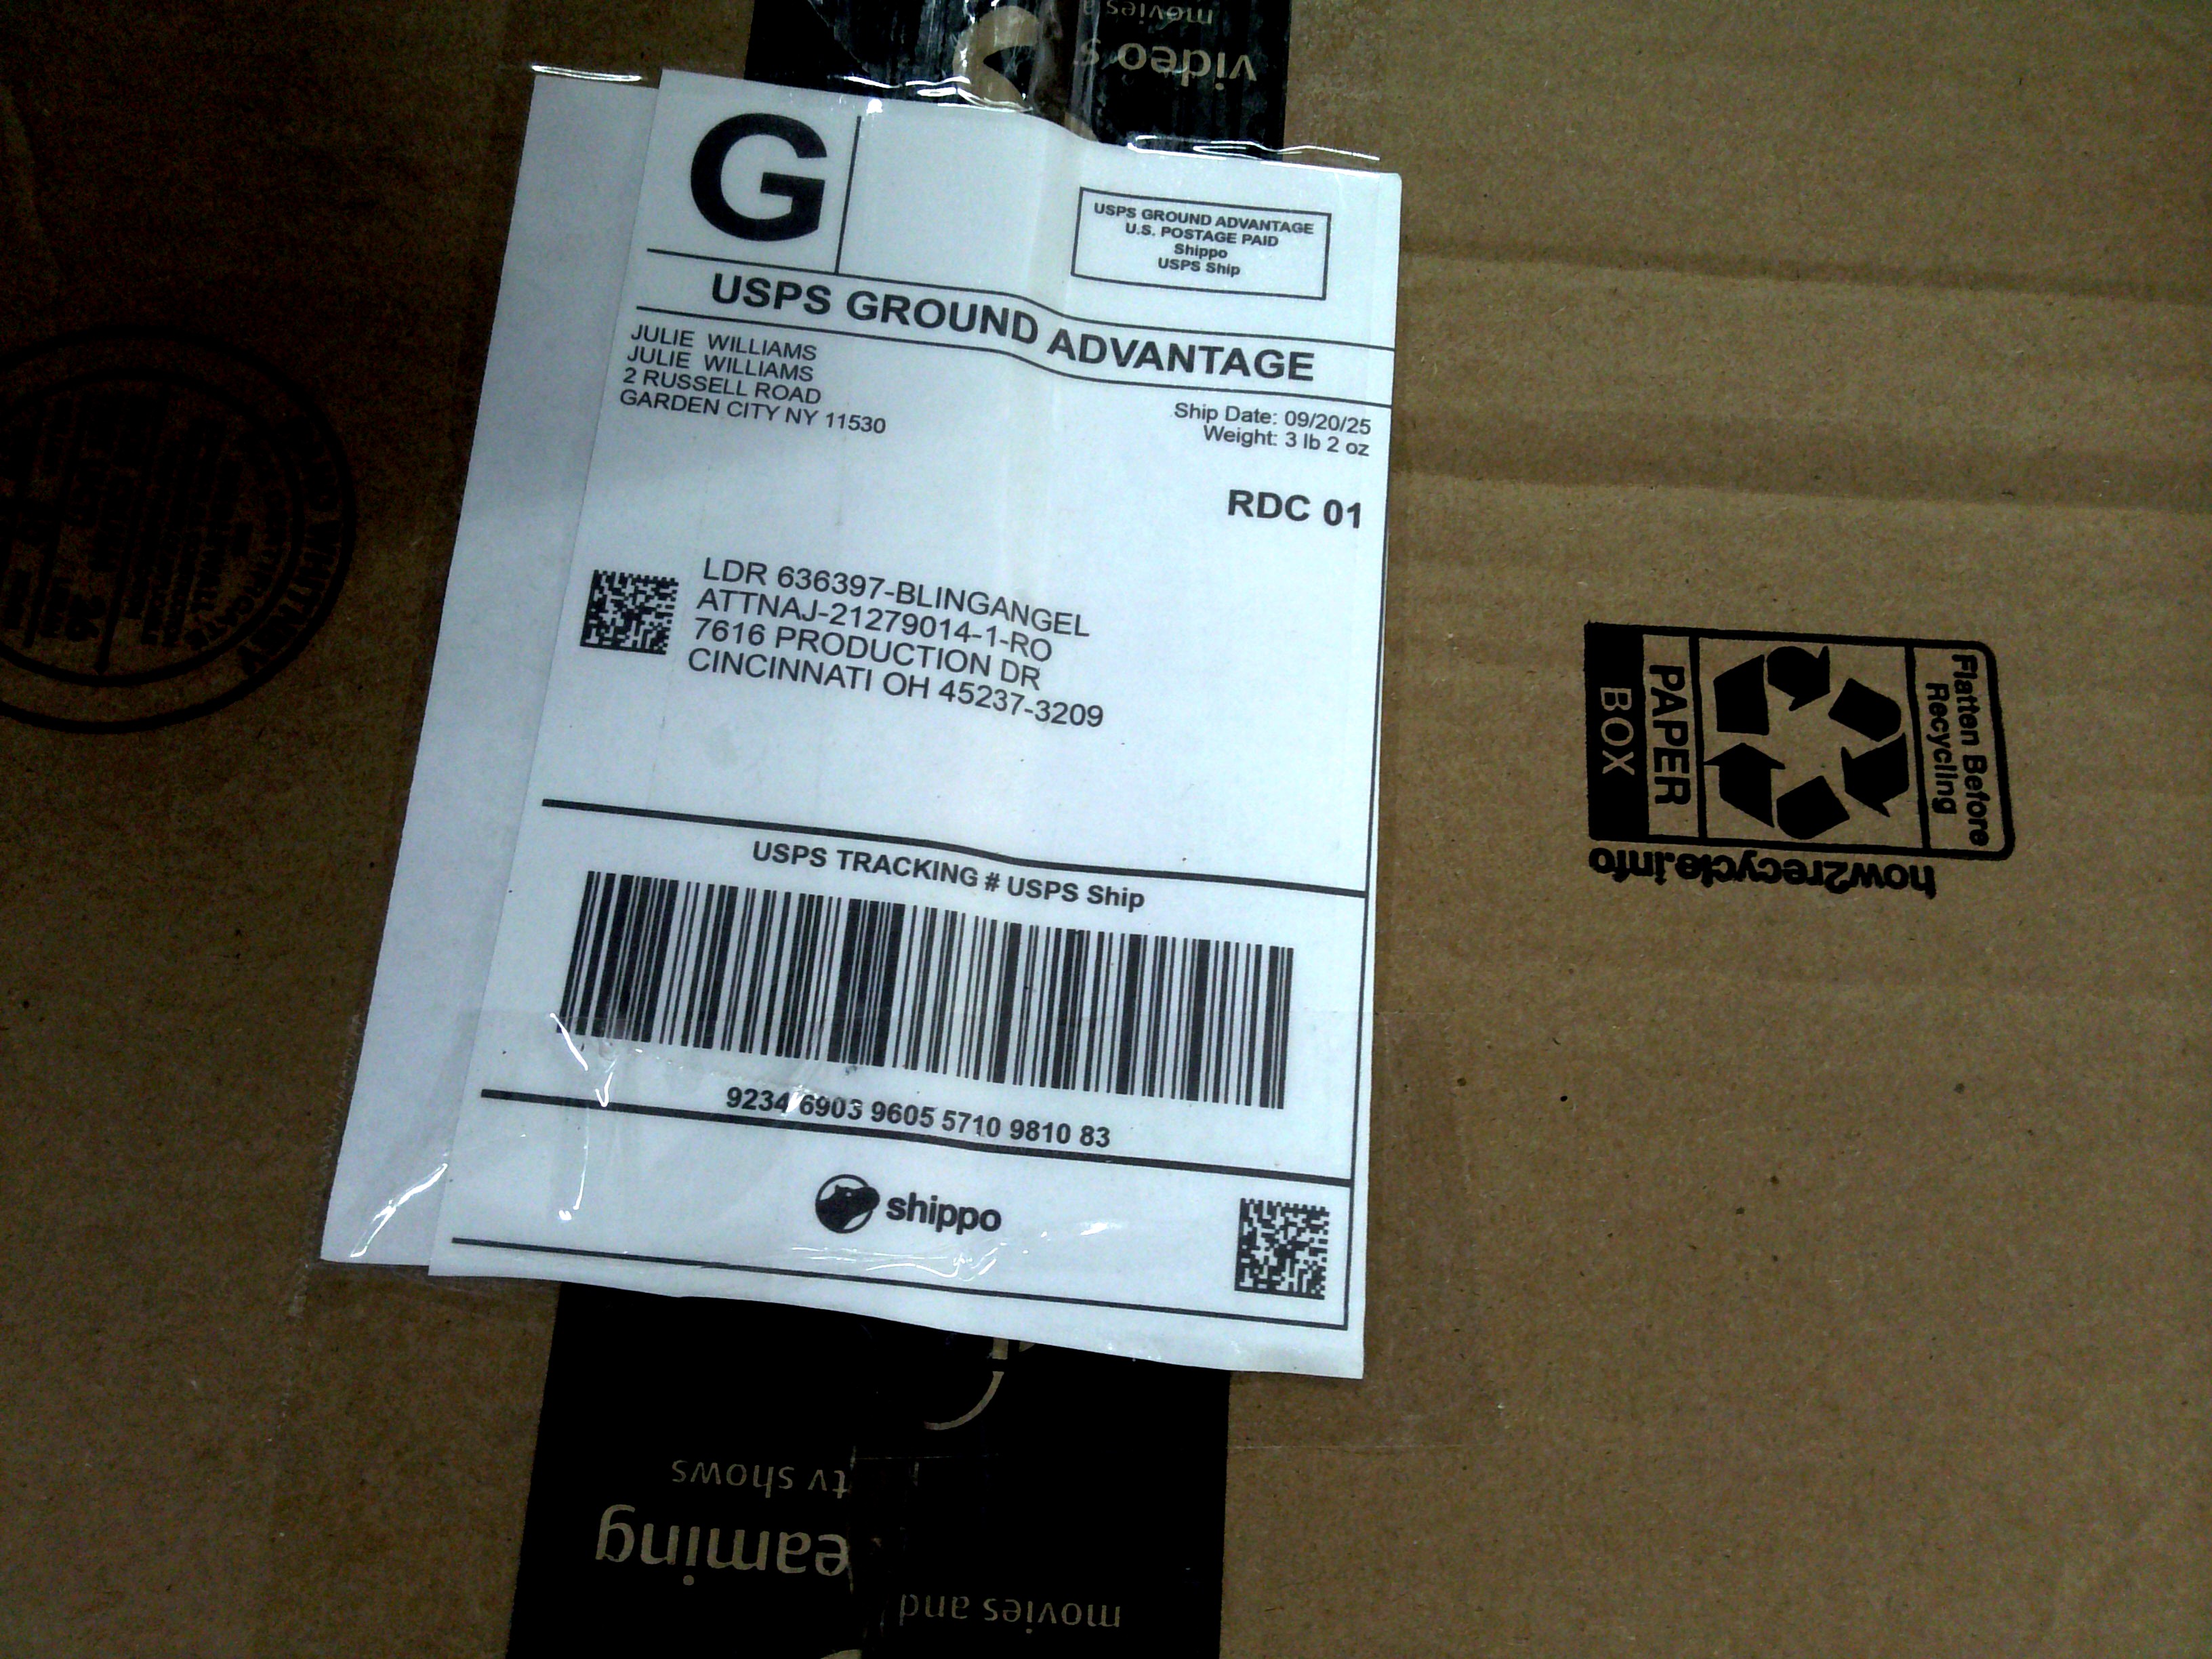 movies a
video s
G
USPS GROUND ADVANTAGE
U.S. POSTAGE PAID
Shippo
USPS Ship
USPS GROUND ADVANTAGE
JULIE WILLIAMS
JULIE WILLIAMS
2 RUSSELL ROAD
GARDEN CITY NY 11530
Ship Date: 09/20/25
Weight: 3 lb 2 oz
RDC 01
LDR 636397-BLINGANGEL
ATTNAJ-21279014-1-RO
7616 PRODUCTION DR
CINCINNATI OH 45237-3209
USPS TRACKING # USPS Ship
9234 6903 9605 5710 9810 83
shippo
Flatten Before
Recycling
PAPER
BOX
how2recycle.info
tv shows
eaming
movies and